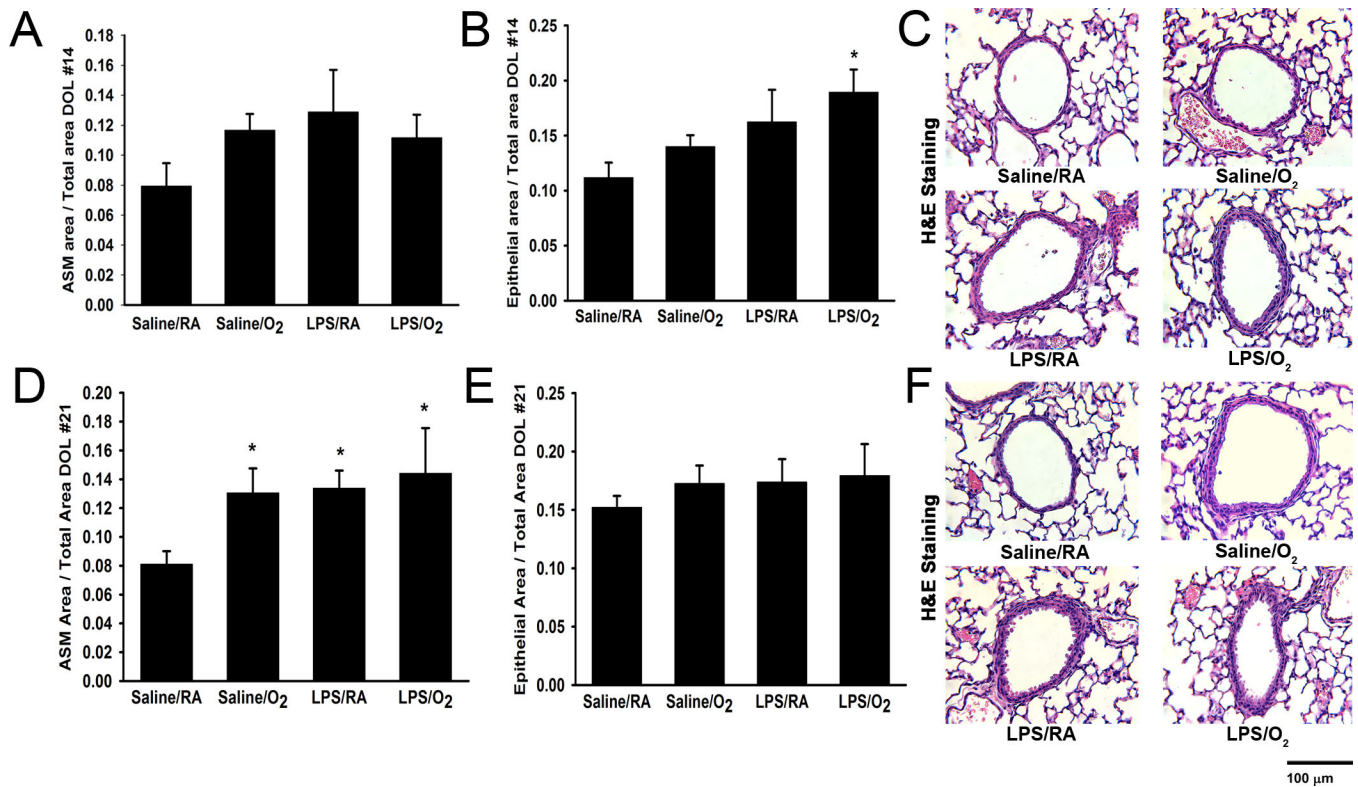 A
ASM area / Total area DOL #14
0.18
0.16
0.14
0.12
0.10
0.08
0.06
0.04
0.02
0.00
Saline/RA
Saline/O2
LPS/RA
LPS/O2
B
Epithelial area / Total area DOL #14
0.25
0.20
0.15
0.10
0.05
0.00
*
Saline/RA
Saline/O2
LPS/RA
LPS/O2
C
H&E Staining
Saline/RA
Saline/O2
LPS/RA
LPS/O2
D
ASM Area / Total Area DOL #21
0.20
0.18
0.16
0.14
0.12
0.10
0.08
0.06
0.04
0.02
0.00
*
*
*
Saline/RA
Saline/O2
LPS/RA
LPS/O2
E
Epithelial Area / Total Area DOL #21
0.25
0.20
0.15
0.10
0.05
0.00
Saline/RA
Saline/O2
LPS/RA
LPS/O2
F
H&E Staining
Saline/RA
Saline/O2
LPS/RA
LPS/O2
100 μm